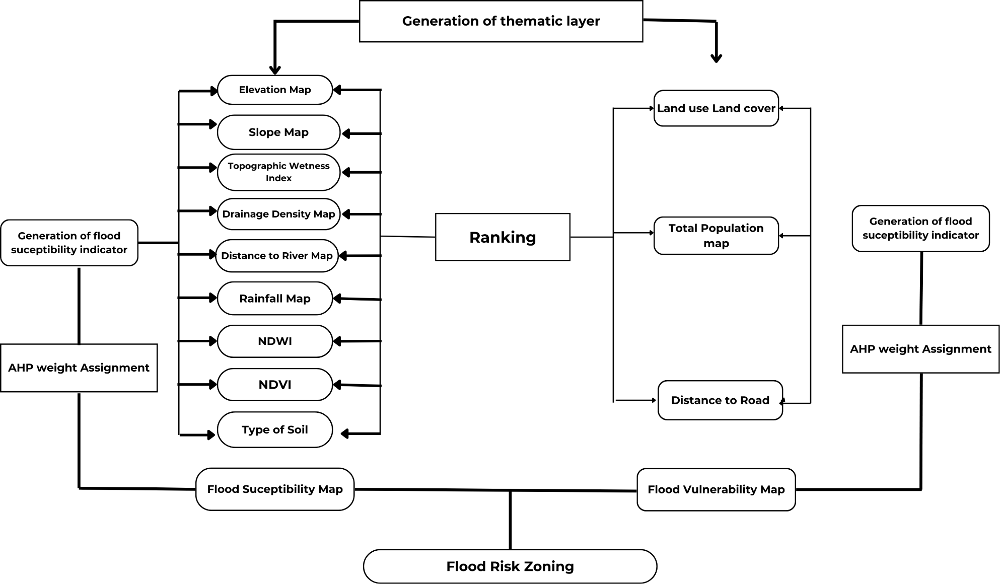 Generation of thematic layer
Elevation Map
Slope Map
Topographic Wetness
Index
Drainage Density Map
Distance to River Map
Rainfall Map
NDWI
NDVI
Type of Soil
Generation of flood
suceptibility indicator
AHP weight Assignment
Ranking
Land use Land cover
Total Population
map
Distance to Road
Generation of flood
suceptibility indicator
AHP weight Assignment
Flood Suceptibility Map
Flood Vulnerability Map
Flood Risk Zoning